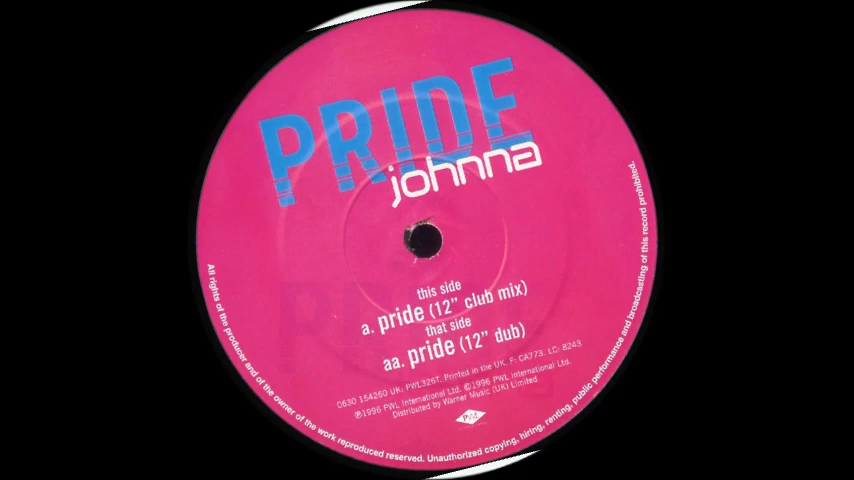 PRIDE
johnna
this side
a. pride (12” club mix)
that side
aa. pride (12” dub)
0630 154260 UK: PWL326T. Printed in the UK. F: CA773. LC: 8243
℗1996 PWL International Ltd. ©1996 PWL International Ltd.
Distributed by Warner Music (UK) Limited
PWL
All rights of the producer and of the owner of the work reproduced reserved. Unauthorized copying, hiring, renting, public performance and broadcasting of this record prohibited.